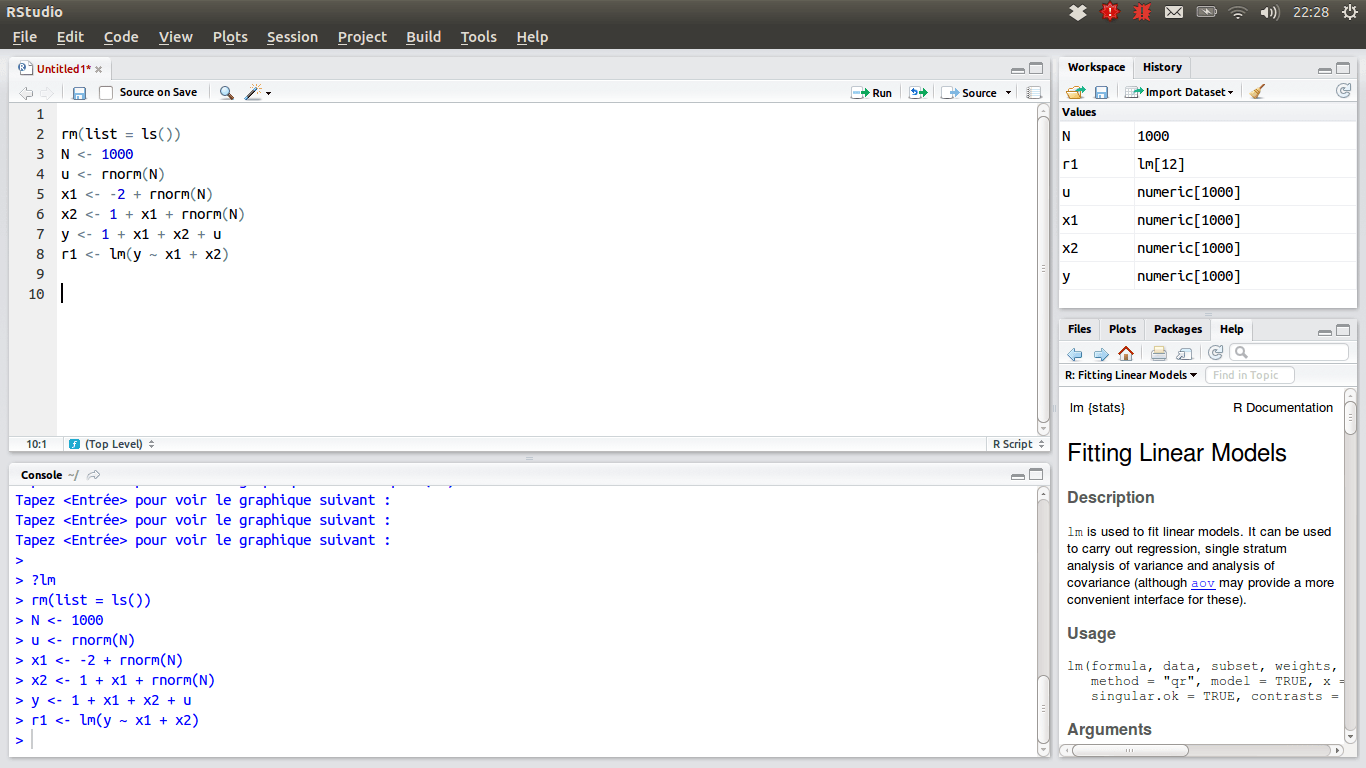 RStudio
22:28
File Edit Code View Plots Session Project Build Tools Help
Untitled1*
Source on Save
Run
Source
1
2 rm(list = ls())
3 N <- 1000
4 u <- rnorm(N)
5 x1 <- -2 + rnorm(N)
6 x2 <- 1 + x1 + rnorm(N)
7 y <- 1 + x1 + x2 + u
8 r1 <- lm(y ~ x1 + x2)
9
10
10:1 (Top Level) R Script
Console ~/
Tapez <Entrée> pour voir le graphique suivant :
Tapez <Entrée> pour voir le graphique suivant :
Tapez <Entrée> pour voir le graphique suivant :
>
> ?lm
> rm(list = ls())
> N <- 1000
> u <- rnorm(N)
> x1 <- -2 + rnorm(N)
> x2 <- 1 + x1 + rnorm(N)
> y <- 1 + x1 + x2 + u
> r1 <- lm(y ~ x1 + x2)
>
Workspace History
Import Dataset
Values
N 1000
r1 lm[12]
u numeric[1000]
x1 numeric[1000]
x2 numeric[1000]
y numeric[1000]
Files Plots Packages Help
R: Fitting Linear Models Find in Topic
lm {stats} R Documentation
Fitting Linear Models
Description
lm is used to fit linear models. It can be used
to carry out regression, single stratum
analysis of variance and analysis of
covariance (although aov may provide a more
convenient interface for these).
Usage
lm(formula, data, subset, weights,
method = "qr", model = TRUE, x =
singular.ok = TRUE, contrasts =
Arguments